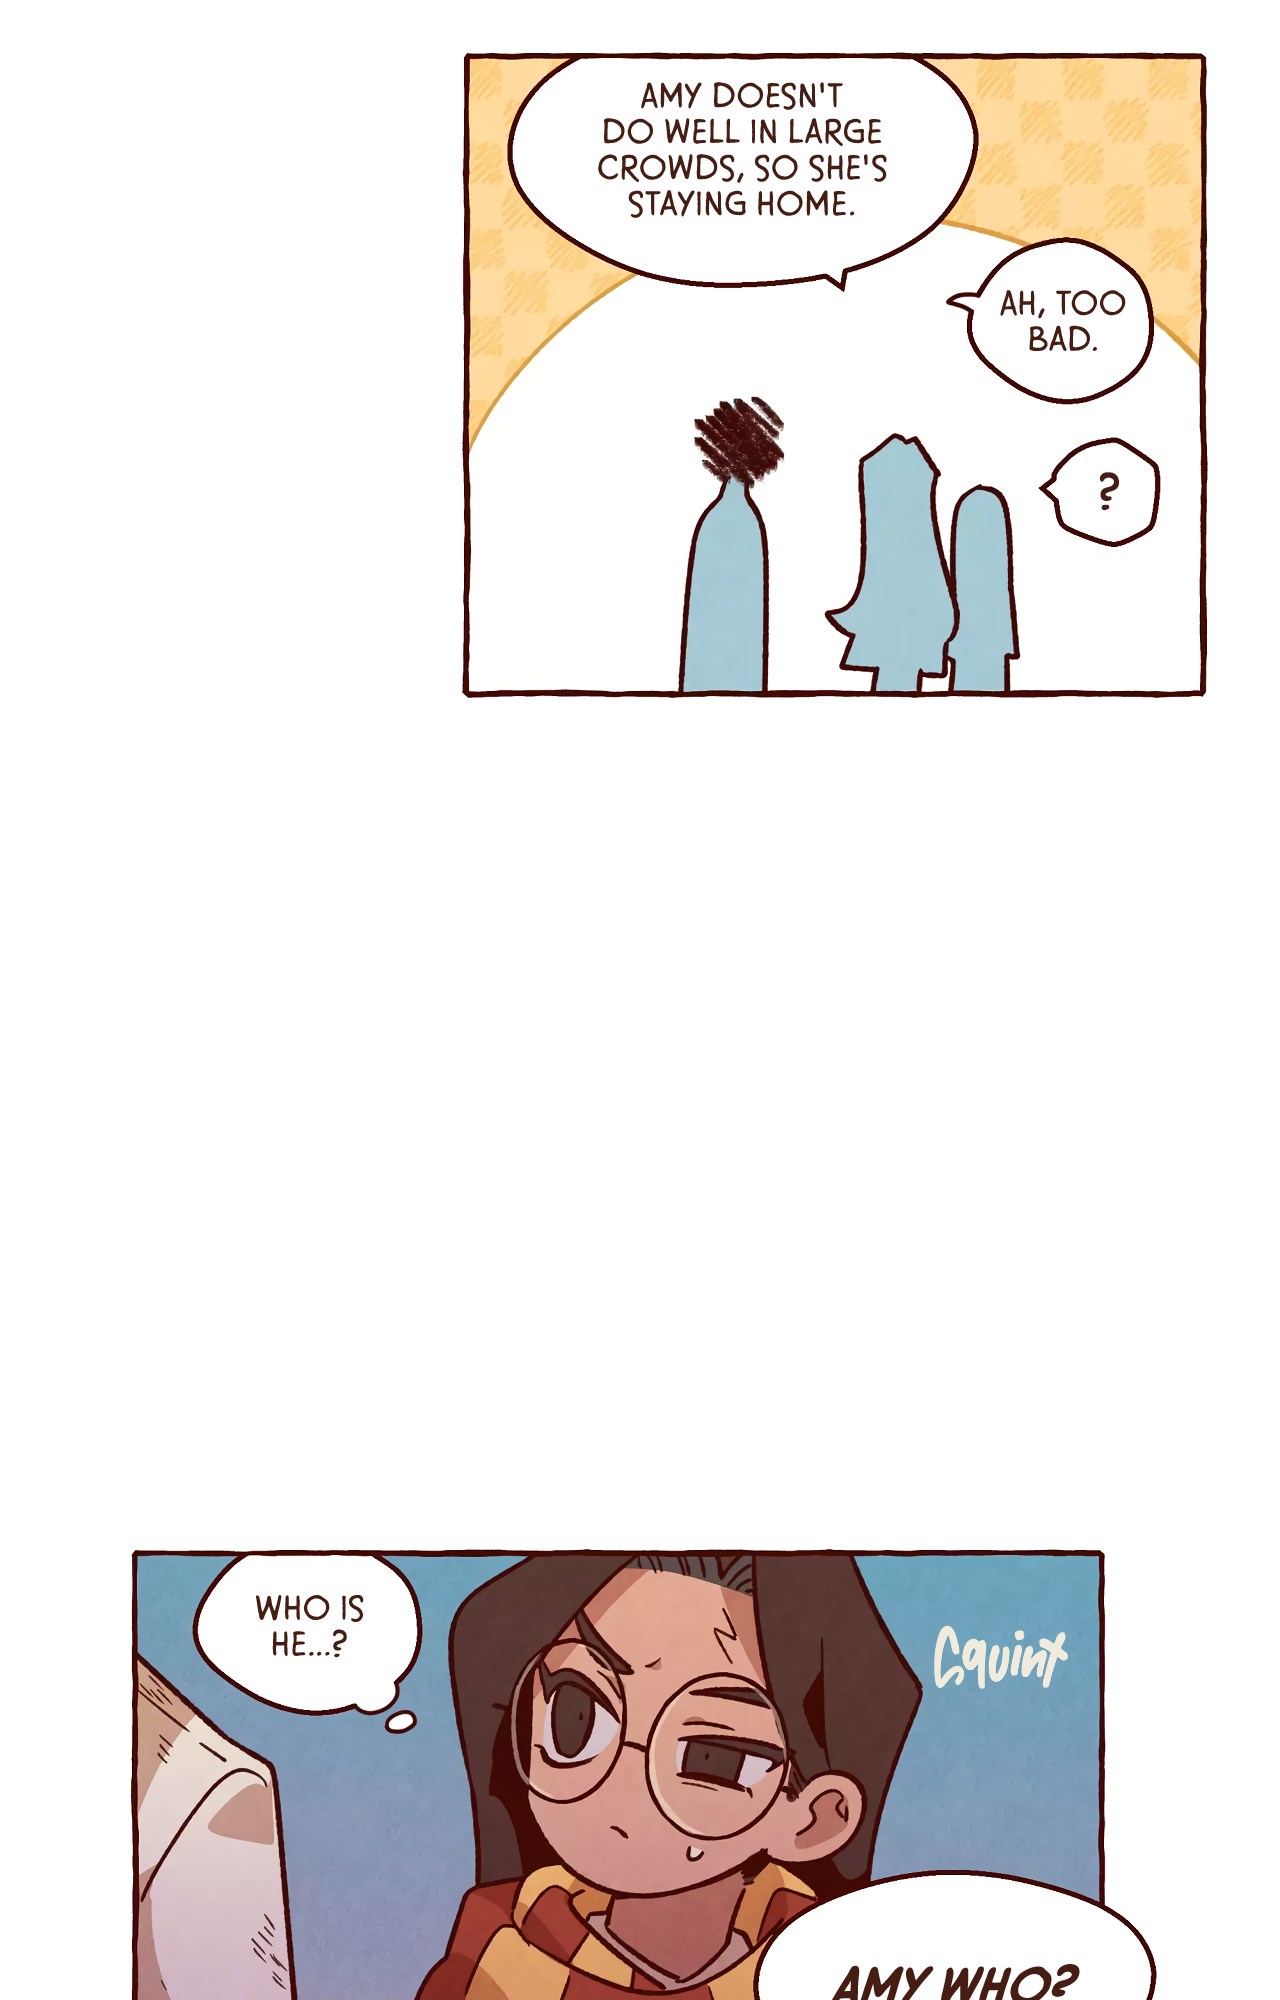 AMY DOESN'T
DO WELL IN LARGE
CROWDS, SO SHE'S
STAYING HOME.
AH, TOO
BAD.
?
WHO IS
HE...?
Squint
AMY WHO?